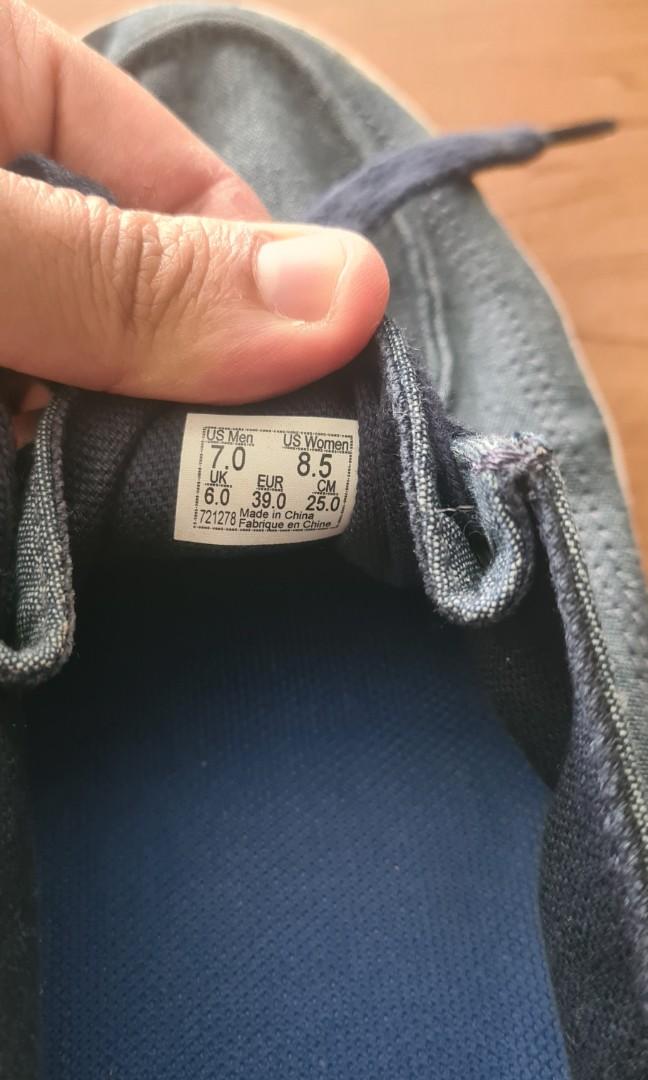 US Men US Women
7.0 8.5
UK EUR CM
6.0 39.0 25.0
721278 Made in China
Fabrique en Chine